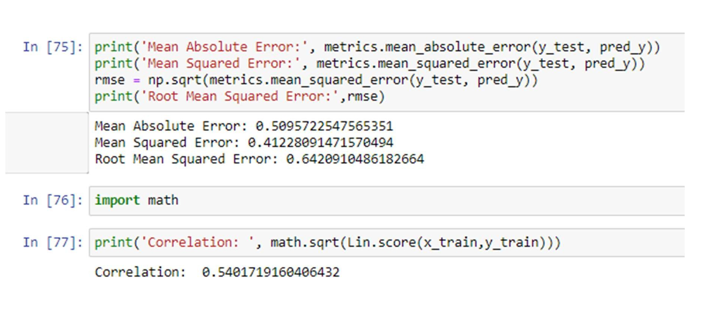 In [75]: print('Mean Absolute Error:', metrics.mean_absolute_error(y_test, pred_y))
print('Mean Squared Error:', metrics.mean_squared_error(y_test, pred_y))
rmse = np.sqrt(metrics.mean_squared_error(y_test, pred_y))
print('Root Mean Squared Error:',rmse)
Mean Absolute Error: 0.5095722547565351
Mean Squared Error: 0.41228091471570494
Root Mean Squared Error: 0.6420910486182664
In [76]: import math
In [77]: print('Correlation: ', math.sqrt(Lin.score(x_train,y_train)))
Correlation:  0.5401719160406432